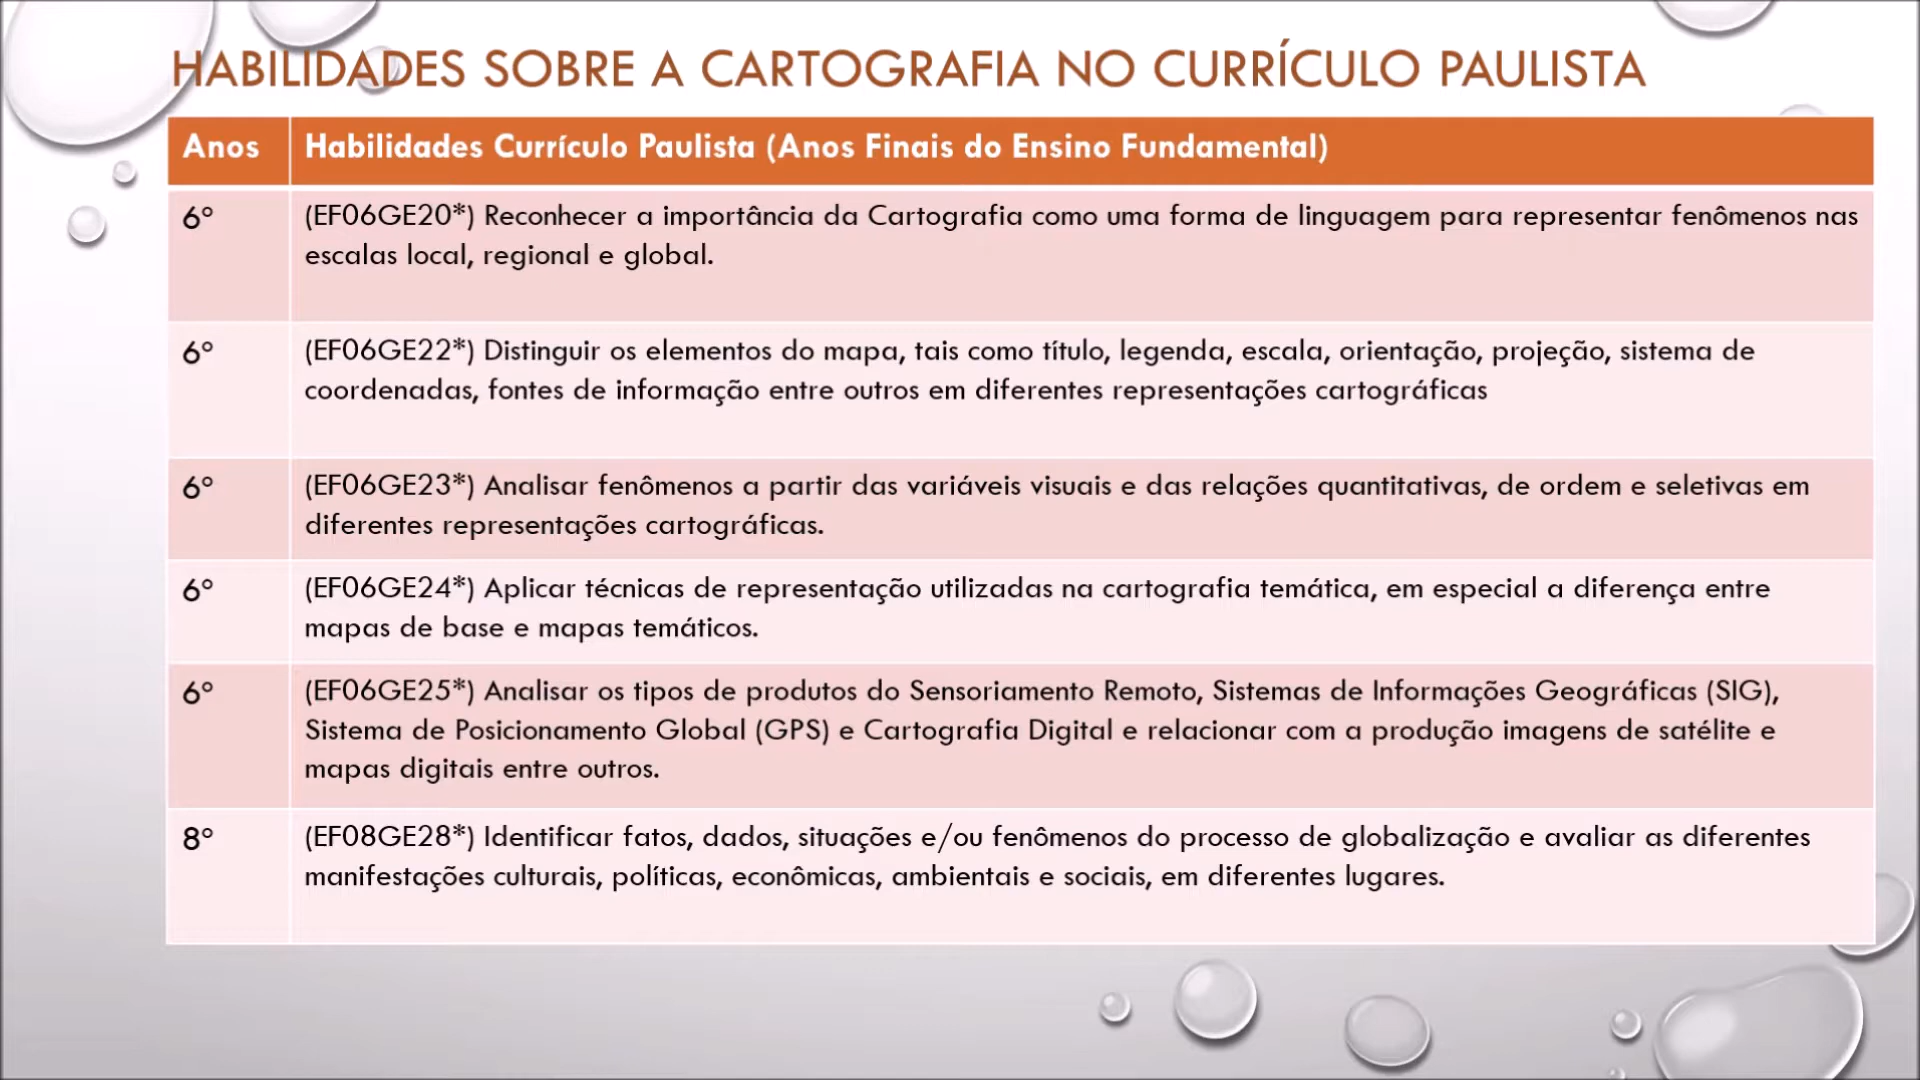 HABILIDADES SOBRE A CARTOGRAFIA NO CURRÍCULO PAULISTA
Anos Habilidades Currículo Paulista (Anos Finais do Ensino Fundamental)
6° (EF06GE20*) Reconhecer a importância da Cartografia como uma forma de linguagem para representar fenômenos nas
escalas local, regional e global.
6° (EF06GE22*) Distinguir os elementos do mapa, tais como título, legenda, escala, orientação, projeção, sistema de
coordenadas, fontes de informação entre outros em diferentes representações cartográficas
6° (EF06GE23*) Analisar fenômenos a partir das variáveis visuais e das relações quantitativas, de ordem e seletivas em
diferentes representações cartográficas.
6° (EF06GE24*) Aplicar técnicas de representação utilizadas na cartografia temática, em especial a diferença entre
mapas de base e mapas temáticos.
6° (EF06GE25*) Analisar os tipos de produtos do Sensoriamento Remoto, Sistemas de Informações Geográficas (SIG),
Sistema de Posicionamento Global (GPS) e Cartografia Digital e relacionar com a produção imagens de satélite e
mapas digitais entre outros.
8° (EF08GE28*) Identificar fatos, dados, situações e/ou fenômenos do processo de globalização e avaliar as diferentes
manifestações culturais, políticas, econômicas, ambientais e sociais, em diferentes lugares.